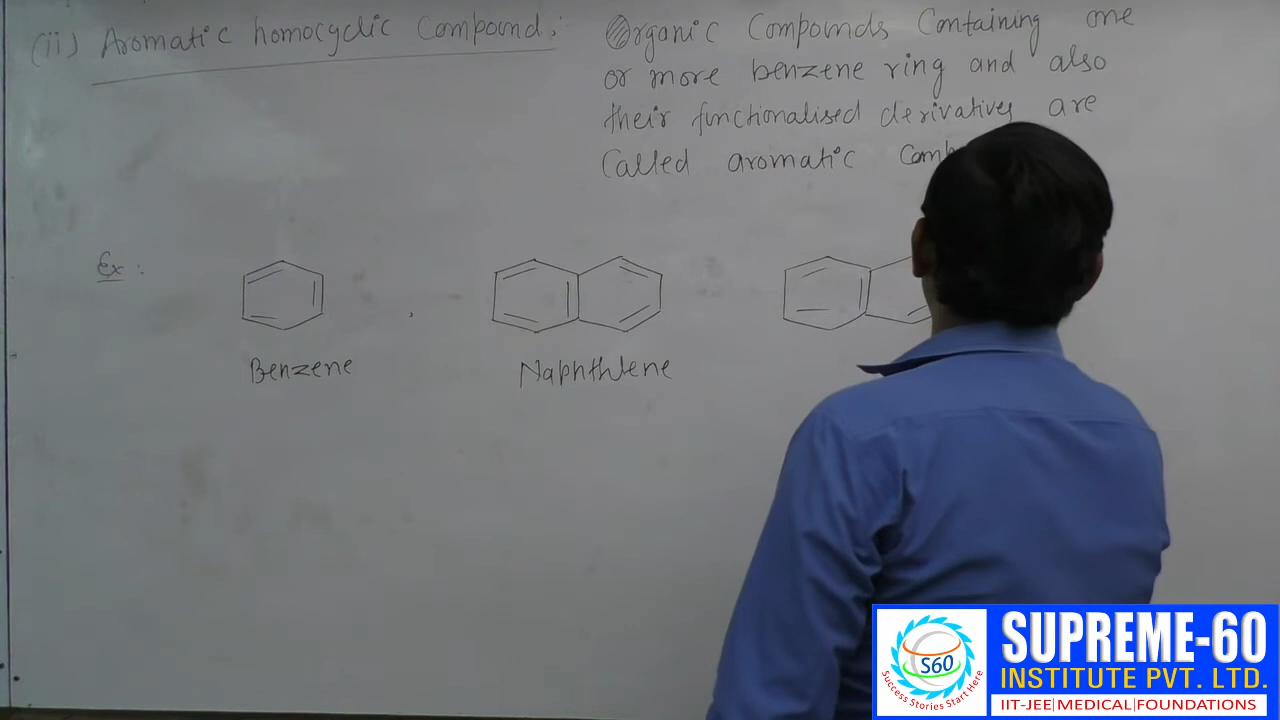 (ii) Aromatic homocyclic Compound :
Organic Compounds Containing one
or more benzene ring and also
their functionalised derivatives are
Called aromatic
Ex :
Benzene
,
Naphthlene
S60
Success Stories Start Here
SUPREME-60
INSTITUTE PVT. LTD.
IIT-JEE|MEDICAL|FOUNDATIONS